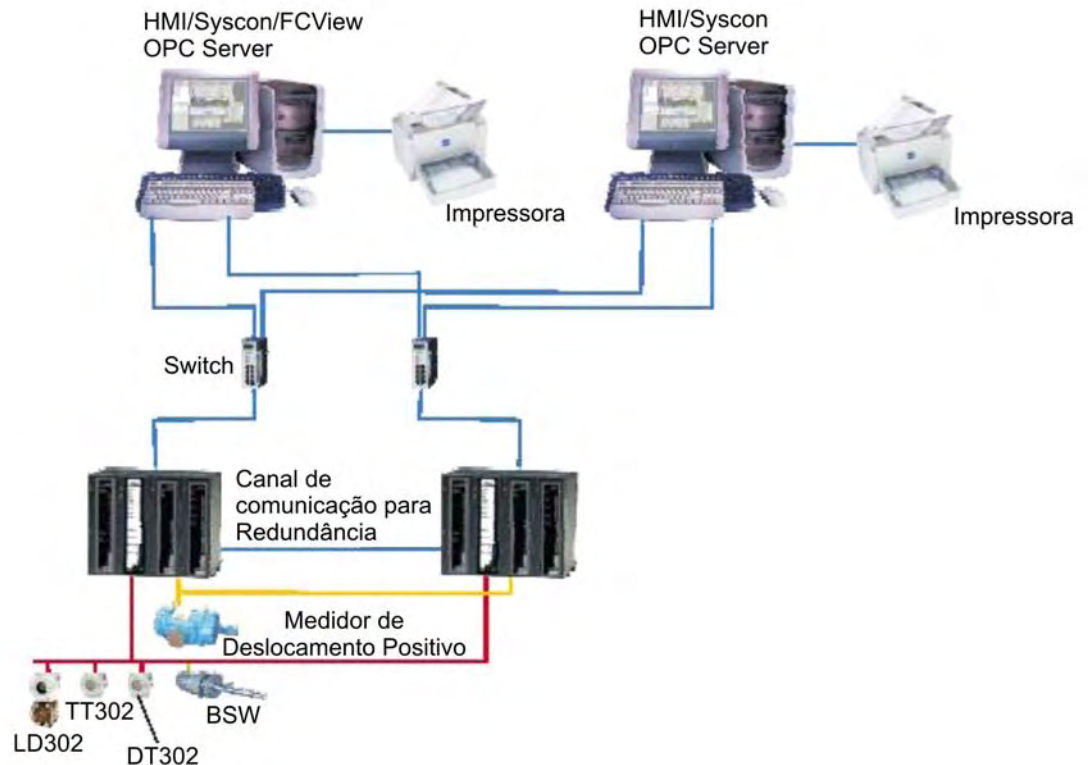 HMI/Syscon/FCView
OPC Server
HMI/Syscon
OPC Server
Impressora
Impressora
Switch
Canal de
comunicação para
Redundância
Medidor de
Deslocamento Positivo
TT302
BSW
LD302
DT302